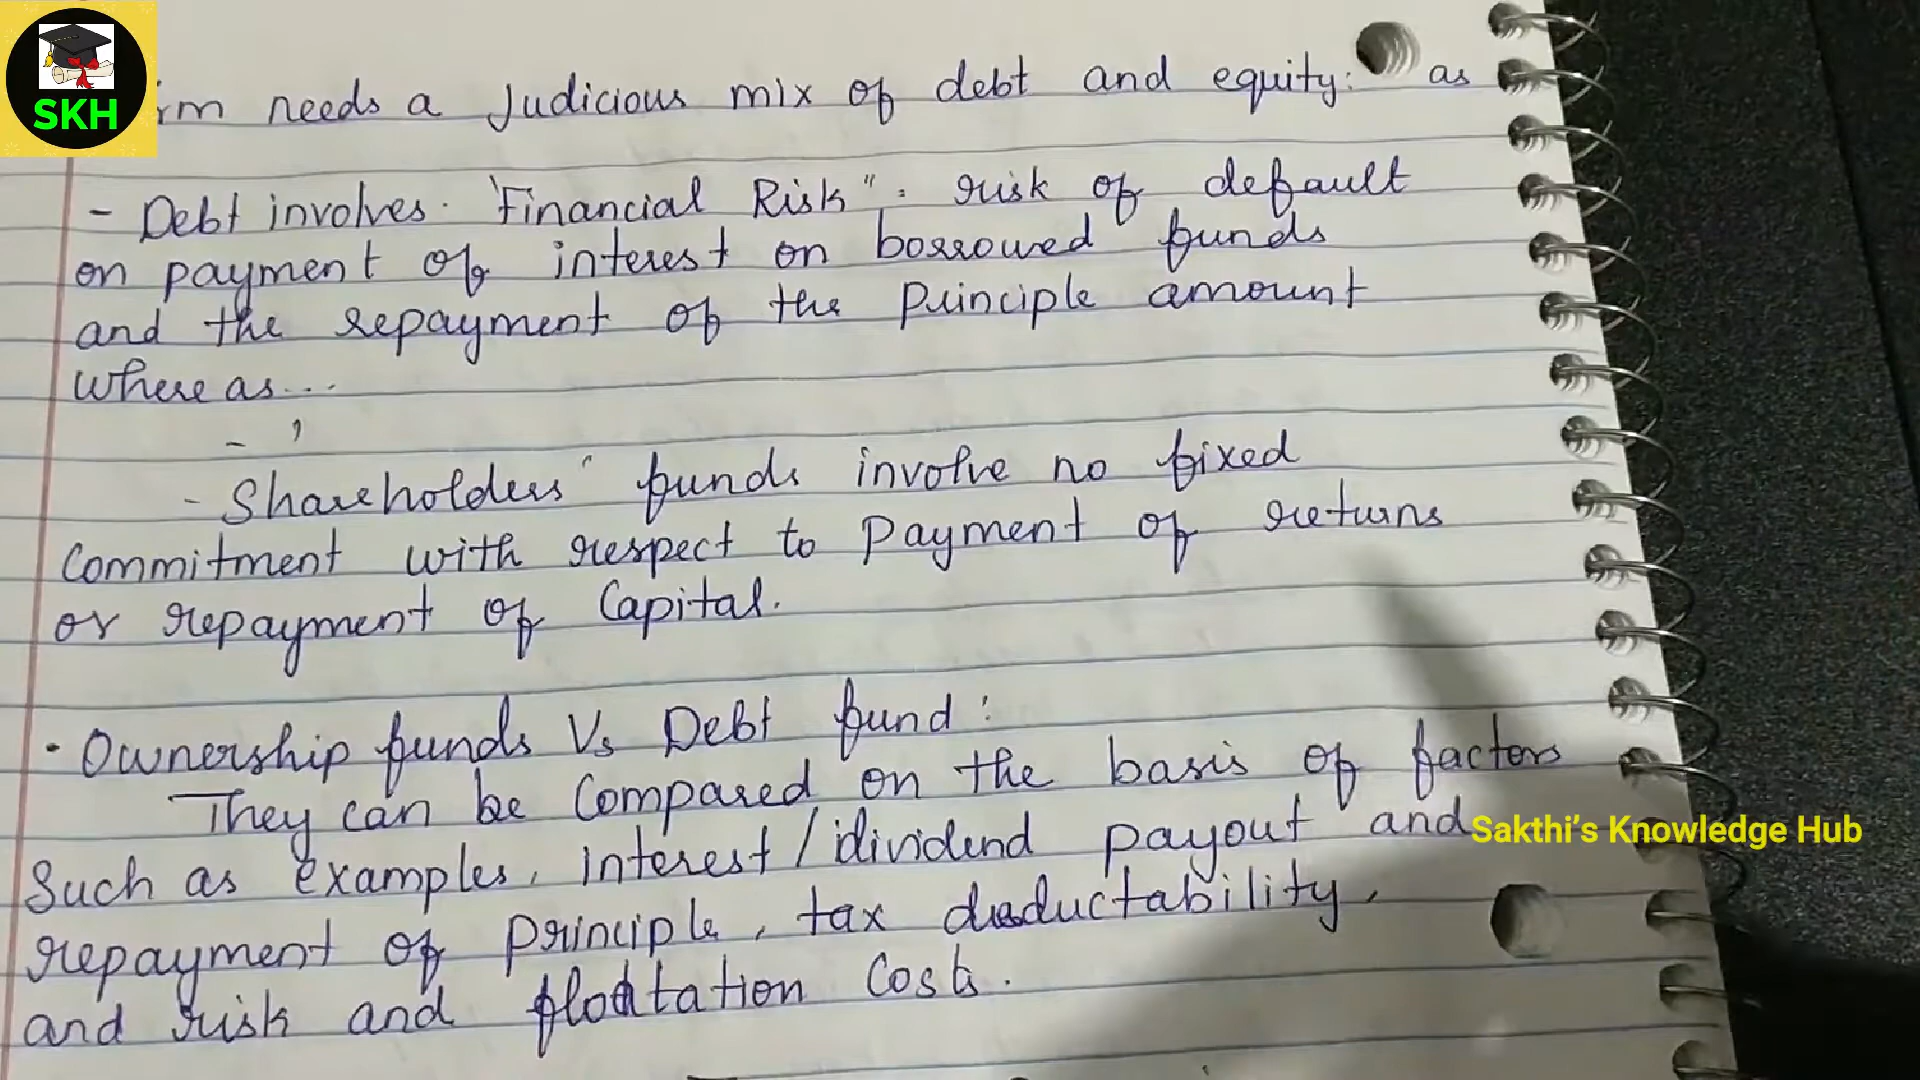 SKH
rm needs a Judicious mix of debt and equity: as
- Debt involves. 'Financial Risk" : risk of default
on payment of interest on borrowed funds
and the repayment of the Principle amount
whereas...
- Shareholders' funds involve no fixed
Commitment with respect to Payment of returns
or repayment of Capital.
• Ownership funds Vs Debt fund :
They can be Compared on the basis of factors
Such as examples, interest / dividend payout and
repayment of principle, tax deductability,
and risk and floatation Costs.
Sakthi's Knowledge Hub